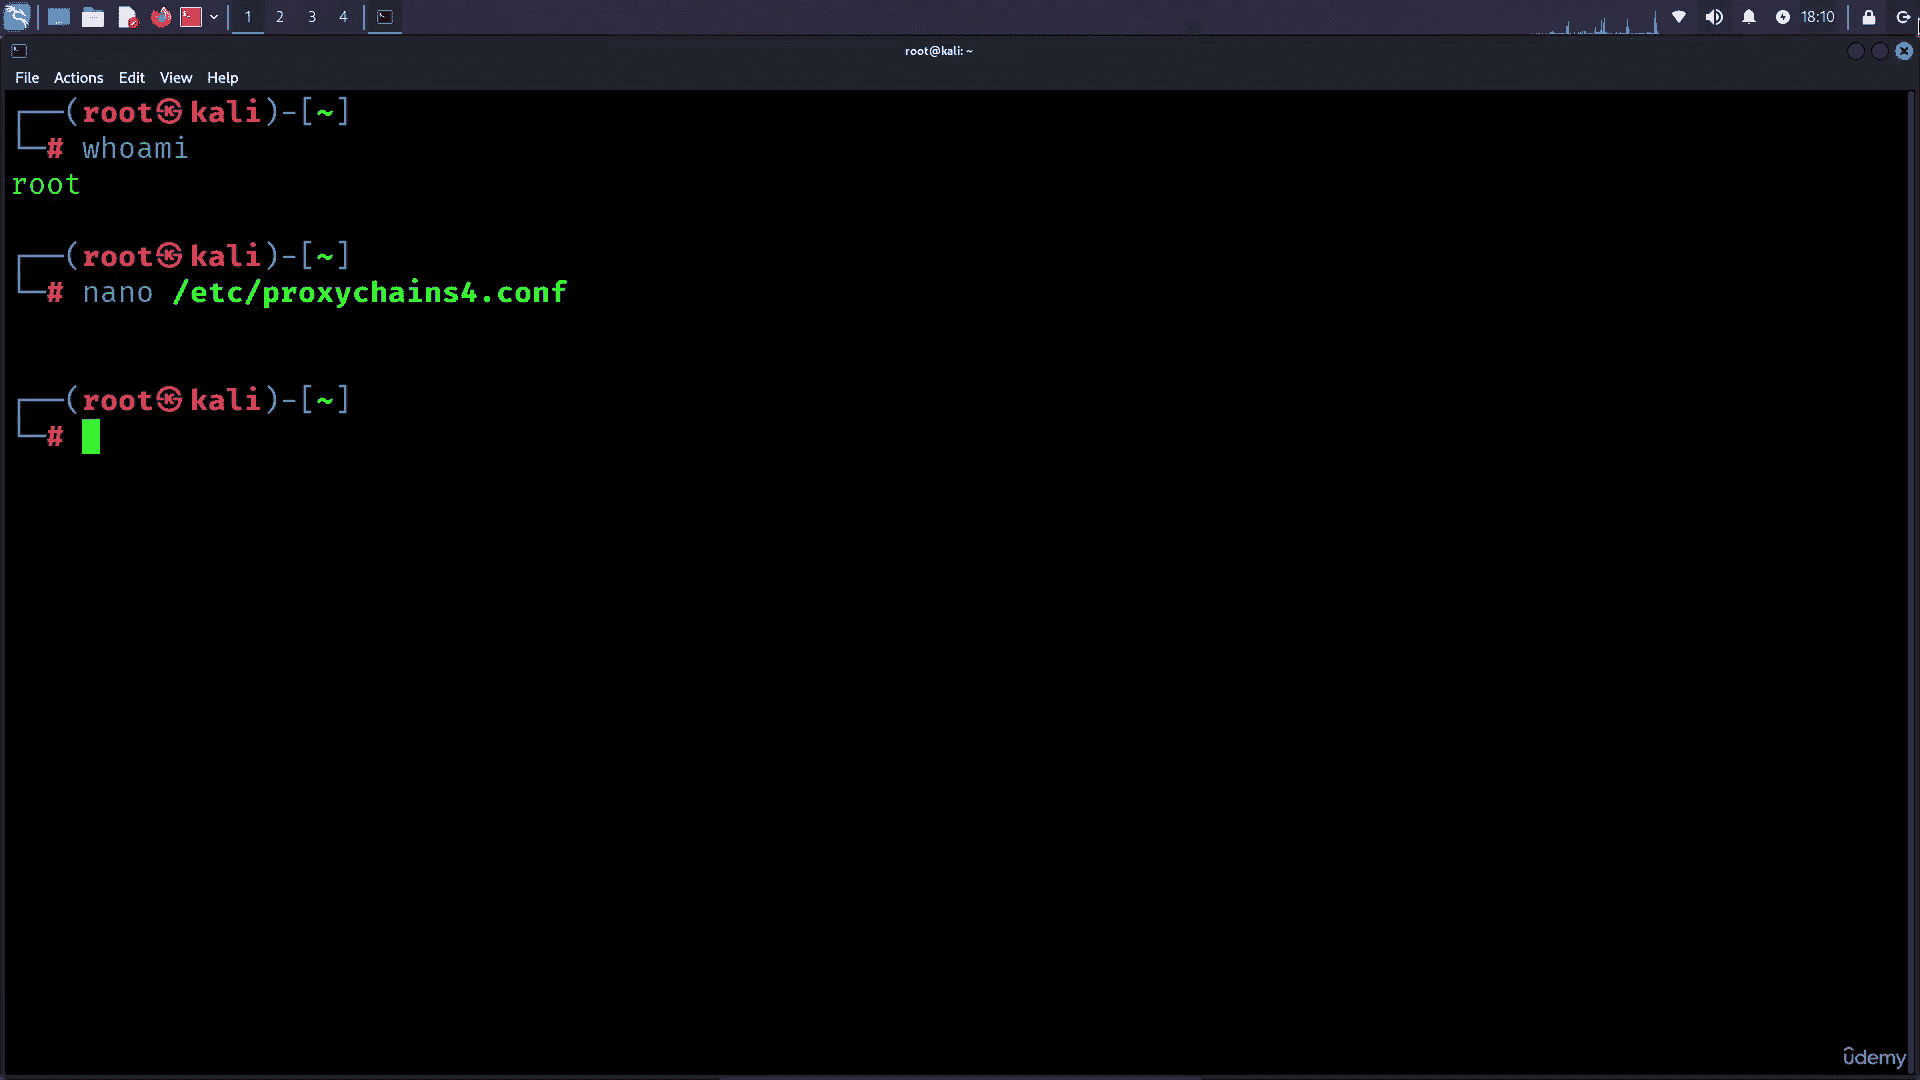 1 2 3 4 18:10
root@kali: ~
File Actions Edit View Help
┌──(root㉿kali)-[~]
└─# whoami
root
┌──(root㉿kali)-[~]
└─# nano /etc/proxychains4.conf
┌──(root㉿kali)-[~]
└─#
ûdemy